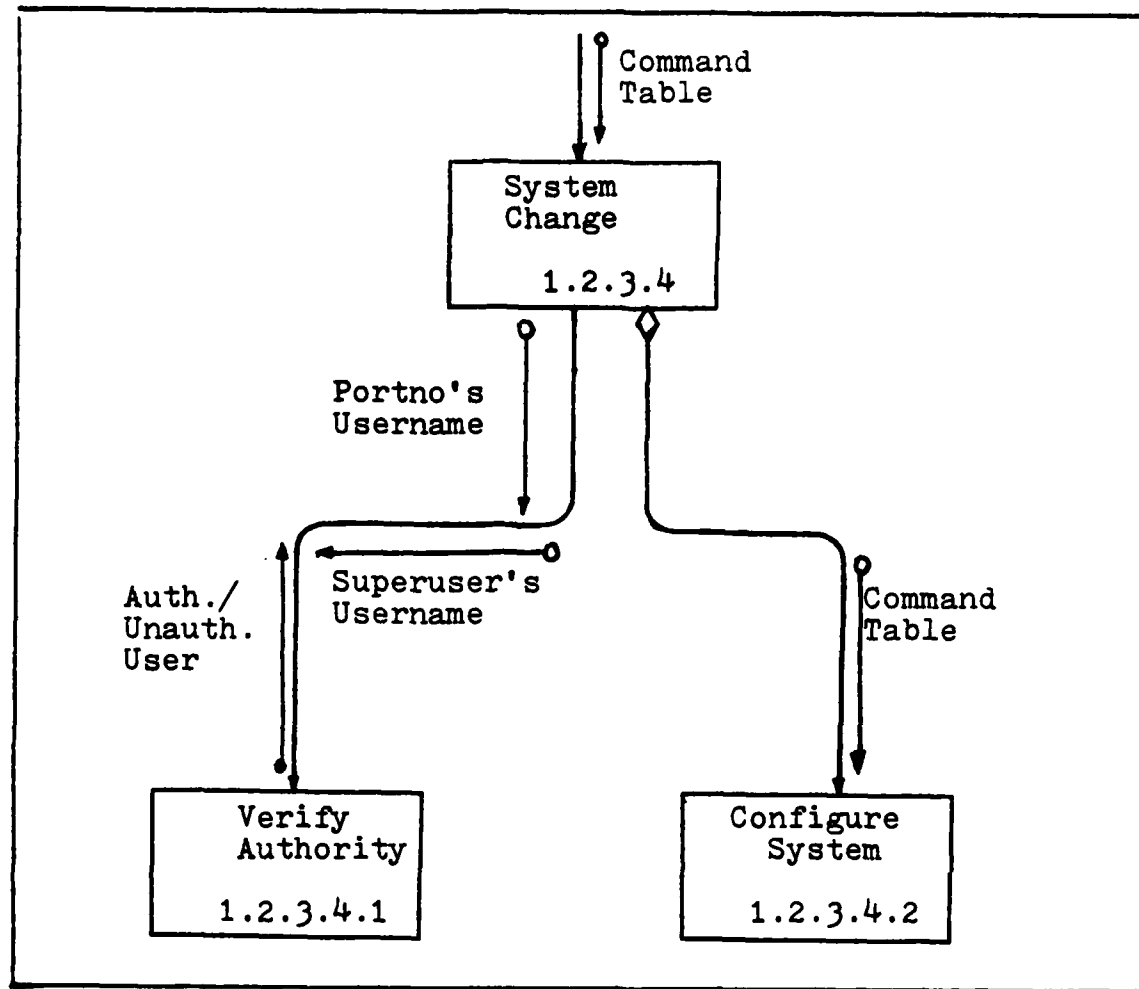 Command
Table
System
Change
1.2.3.4
Portno's
Username
Superuser's
Username
Auth./
Unauth.
User
Command
Table
Verify
Authority
1.2.3.4.1
Configure
System
1.2.3.4.2